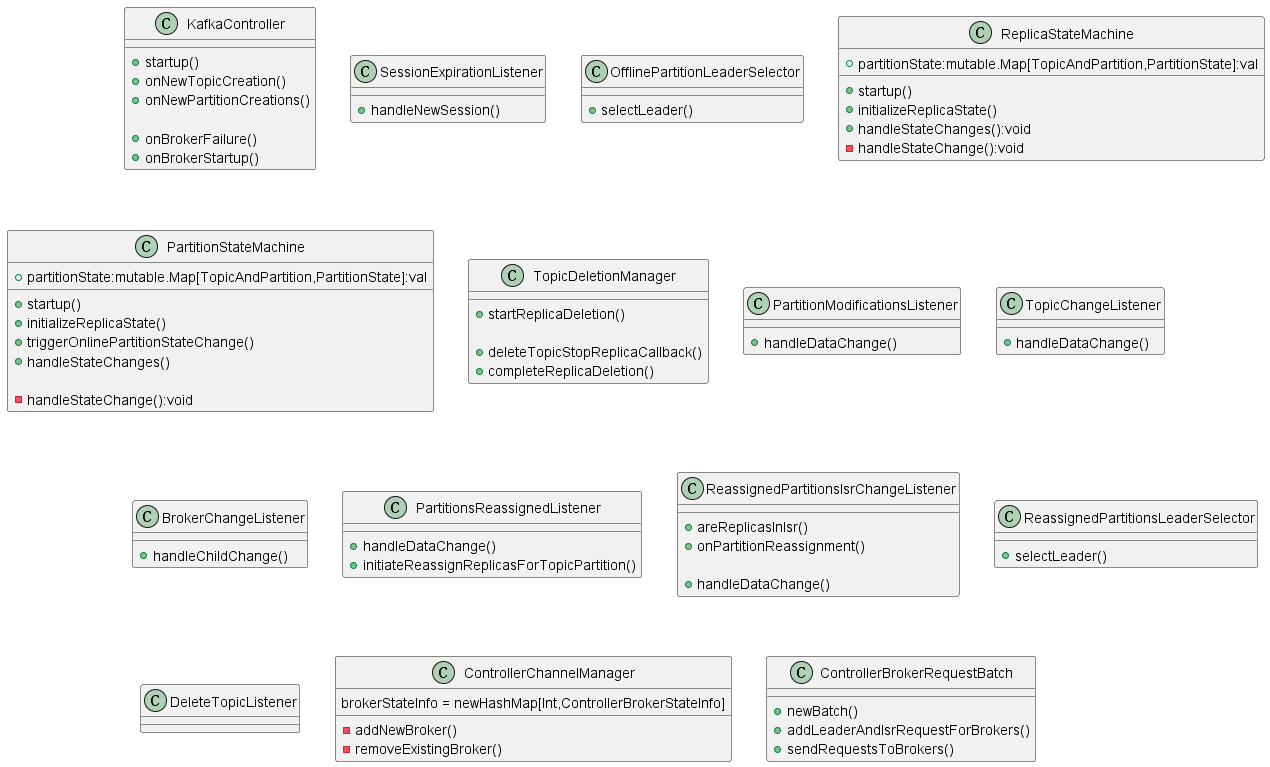 C KafkaController
startup()
onNewTopicCreation()
onNewPartitionCreations()
onBrokerFailure()
onBrokerStartup()
C SessionExpirationListener
handleNewSession()
C OfflinePartitionLeaderSelector
selectLeader()
C ReplicaStateMachine
partitionState:mutable.Map[TopicAndPartition,PartitionState]:val
startup()
initializeReplicaState()
handleStateChanges():void
handleStateChange():void
C PartitionStateMachine
partitionState:mutable.Map[TopicAndPartition,PartitionState]:val
startup()
initializeReplicaState()
triggerOnlinePartitionStateChange()
handleStateChanges()
handleStateChange():void
C TopicDeletionManager
startReplicaDeletion()
deleteTopicStopReplicaCallback()
completeReplicaDeletion()
C PartitionModificationsListener
handleDataChange()
C TopicChangeListener
handleDataChange()
C BrokerChangeListener
handleChildChange()
C PartitionsReassignedListener
handleDataChange()
initiateReassignReplicasForTopicPartition()
C ReassignedPartitionsIsrChangeListener
areReplicasInIsr()
onPartitionReassignment()
handleDataChange()
C ReassignedPartitionsLeaderSelector
selectLeader()
C DeleteTopicListener
C ControllerChannelManager
brokerStateInfo = newHashMap[Int,ControllerBrokerStateInfo]
addNewBroker()
removeExistingBroker()
C ControllerBrokerRequestBatch
newBatch()
addLeaderAndIsrRequestForBrokers()
sendRequestsToBrokers()